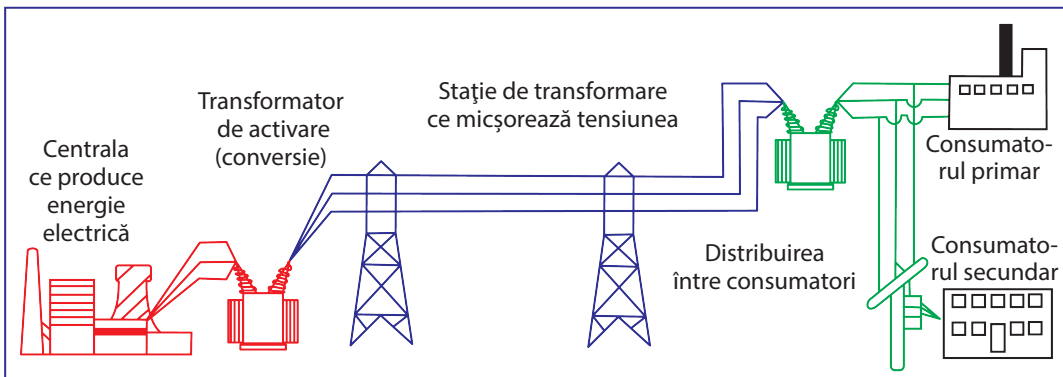 Centrala
ce produce
energie
electrică
Transformator
de activare
(conversie)
Staţie de transformare
ce micșorează tensiunea
Distribuirea
între consumatori
Consumato-
rul primar
Consumato-
rul secundar